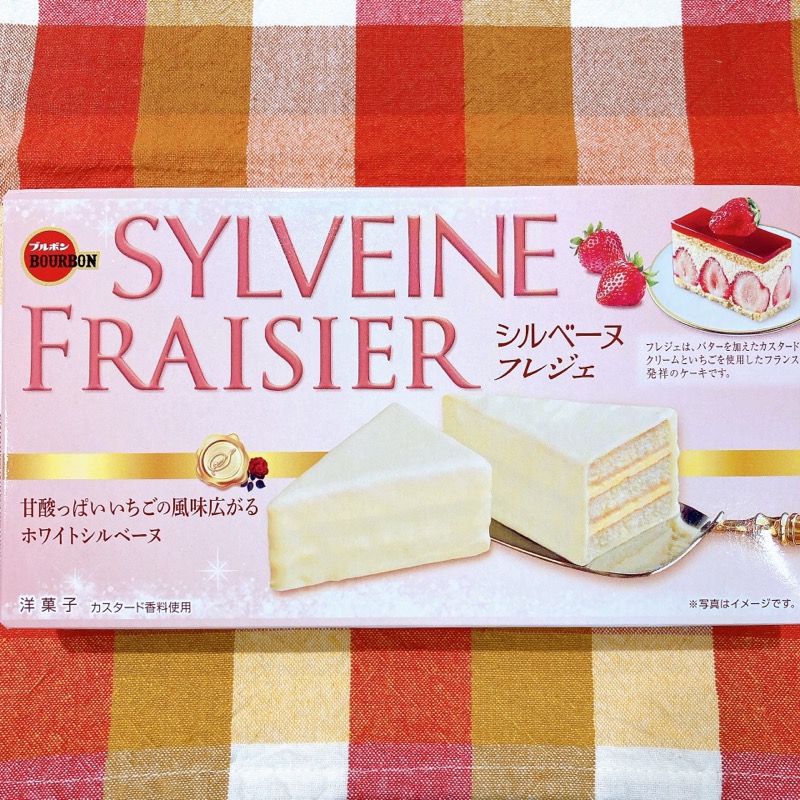 ブルボン
BOURBON
SYLVEINE
FRAISIER
シルベーヌ
フレジェ
フレジェは、バターを加えたカスタード
クリームといちごを使用したフランス
発祥のケーキです。
甘酸っぱいいちごの風味広がる
ホワイトシルベーヌ
洋菓子 カスタード香料使用
※写真はイメージです。